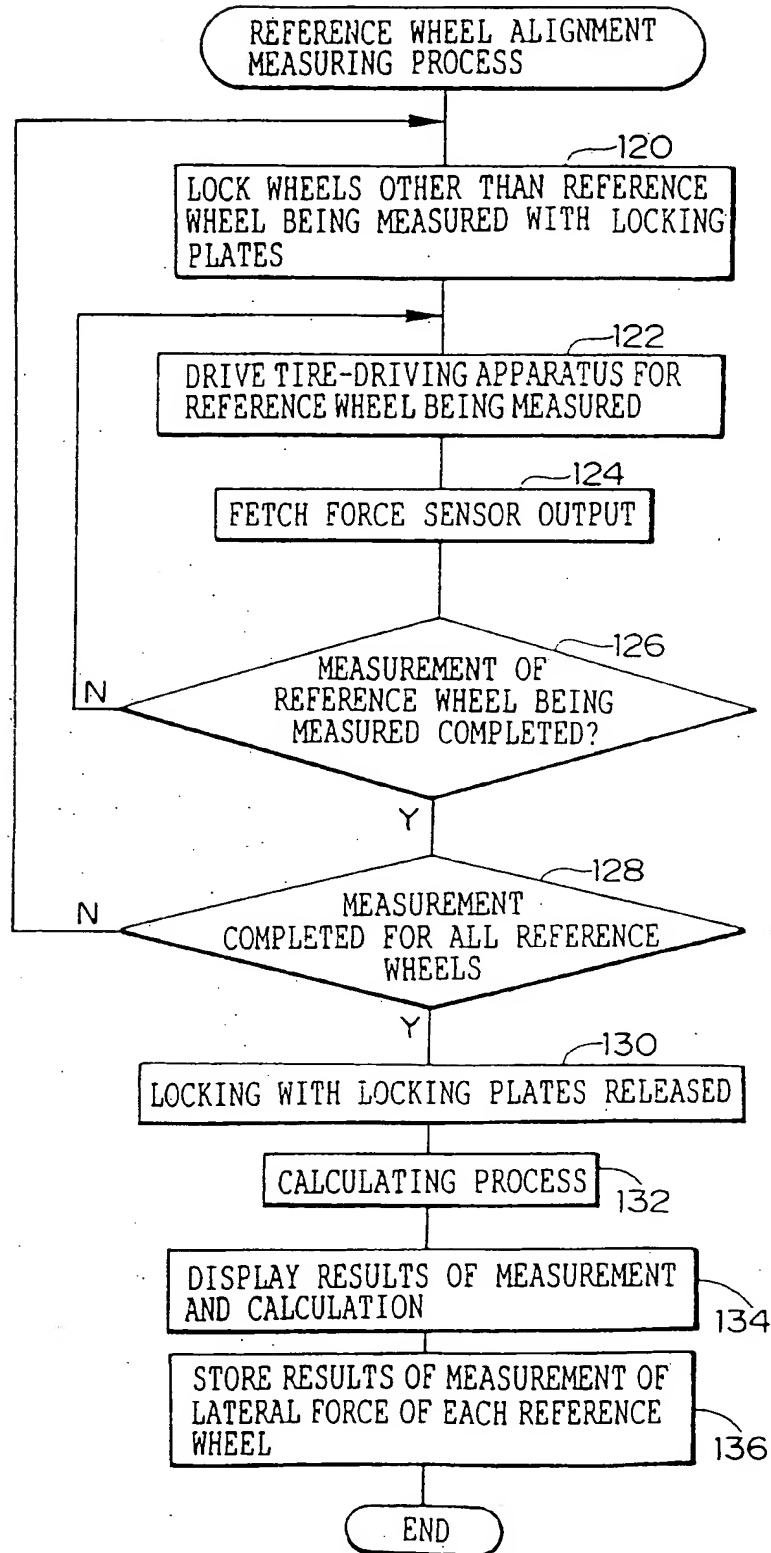 REFERENCE WHEEL ALIGNMENT
MEASURING PROCESS
120
LOCK WHEELS OTHER THAN REFERENCE
WHEEL BEING MEASURED WITH LOCKING
PLATES
122
DRIVE TIRE-DRIVING APPARATUS FOR
REFERENCE WHEEL BEING MEASURED
124
FETCH FORCE SENSOR OUTPUT
126
MEASUREMENT OF
REFERENCE WHEEL BEING
MEASURED COMPLETED?
N
Y
128
MEASUREMENT
COMPLETED FOR ALL REFERENCE
WHEELS
N
Y
130
LOCKING WITH LOCKING PLATES RELEASED
CALCULATING PROCESS
132
DISPLAY RESULTS OF MEASUREMENT
AND CALCULATION
134
STORE RESULTS OF MEASUREMENT OF
LATERAL FORCE OF EACH REFERENCE
WHEEL
136
END